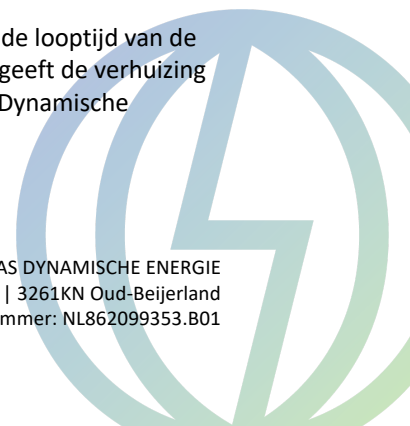 de looptijd van de
geeft de verhuizing
Dynamische
AS DYNAMISCHE ENERGIE
| 3261KN Oud-Beijerland
mmer: NL862099353.B01